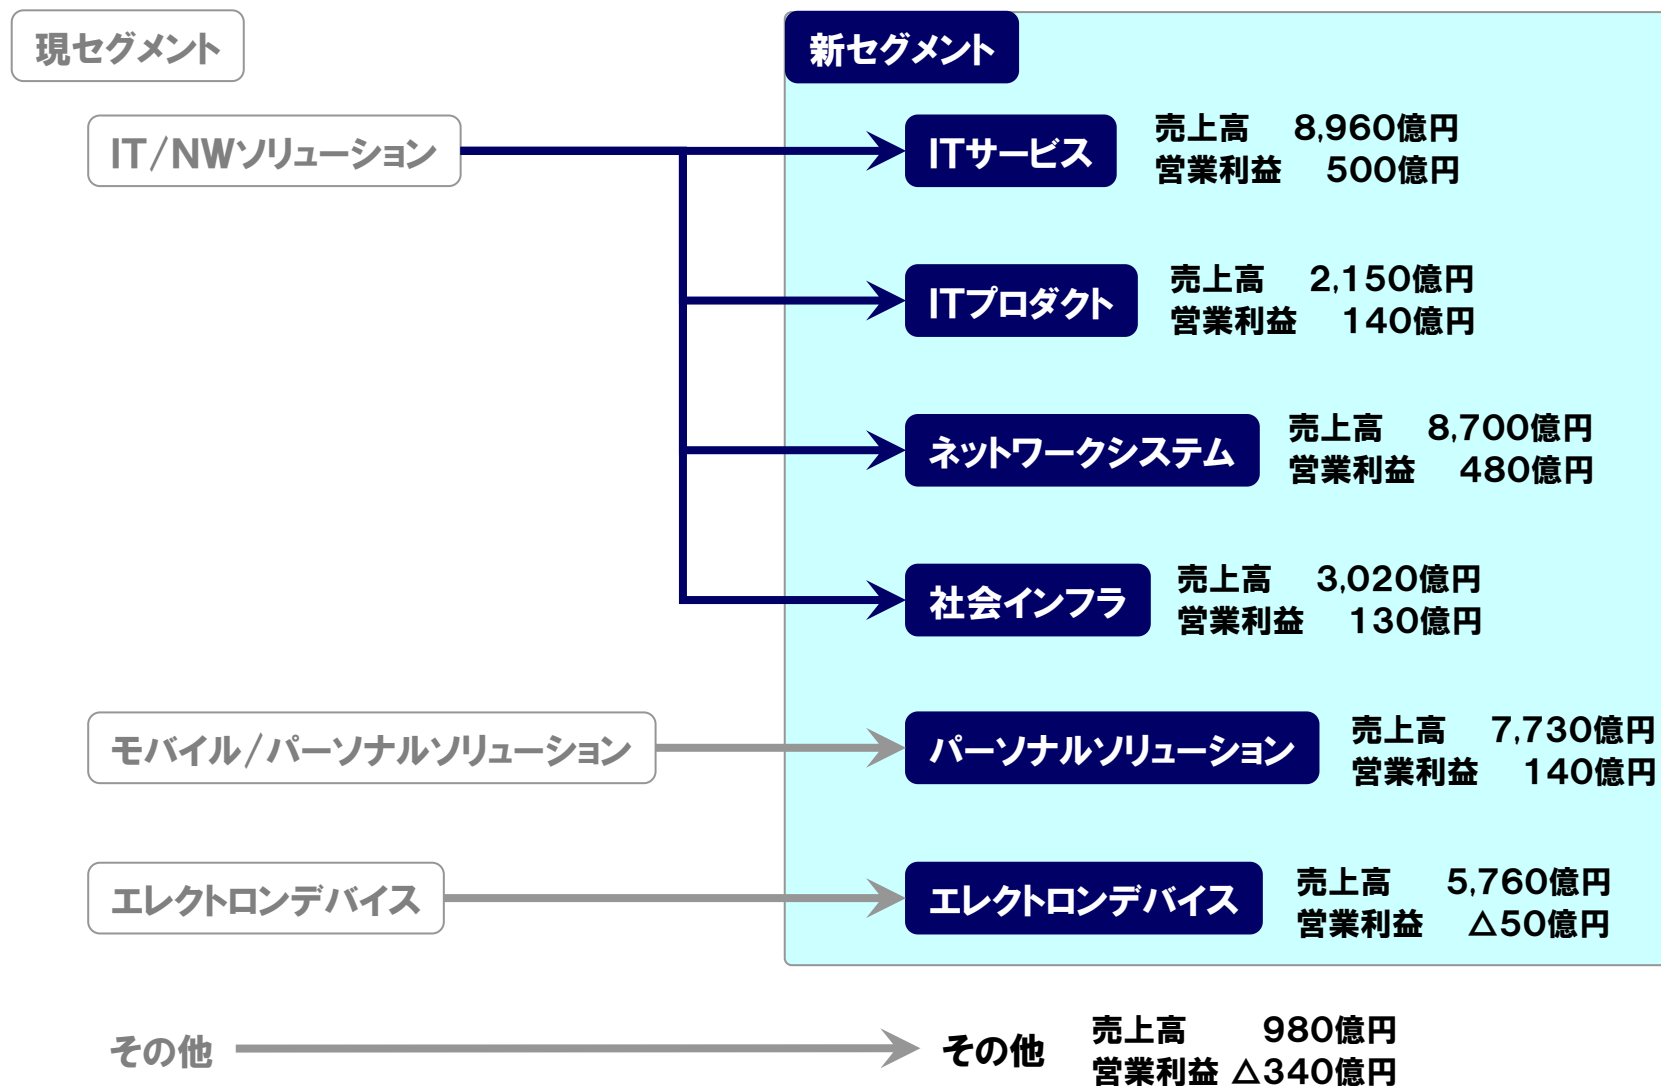 現セグメント
新セグメント
IT/NWソリューション
ITサービス
売上高 8,960億円
営業利益 500億円
ITプロダクト
売上高 2,150億円
営業利益 140億円
ネットワークシステム
売上高 8,700億円
営業利益 480億円
社会インフラ
売上高 3,020億円
営業利益 130億円
モバイル/パーソナルソリューション
パーソナルソリューション
売上高 7,730億円
営業利益 140億円
エレクトロンデバイス
エレクトロンデバイス
売上高 5,760億円
営業利益 △50億円
その他
その他
売上高 980億円
営業利益 △340億円